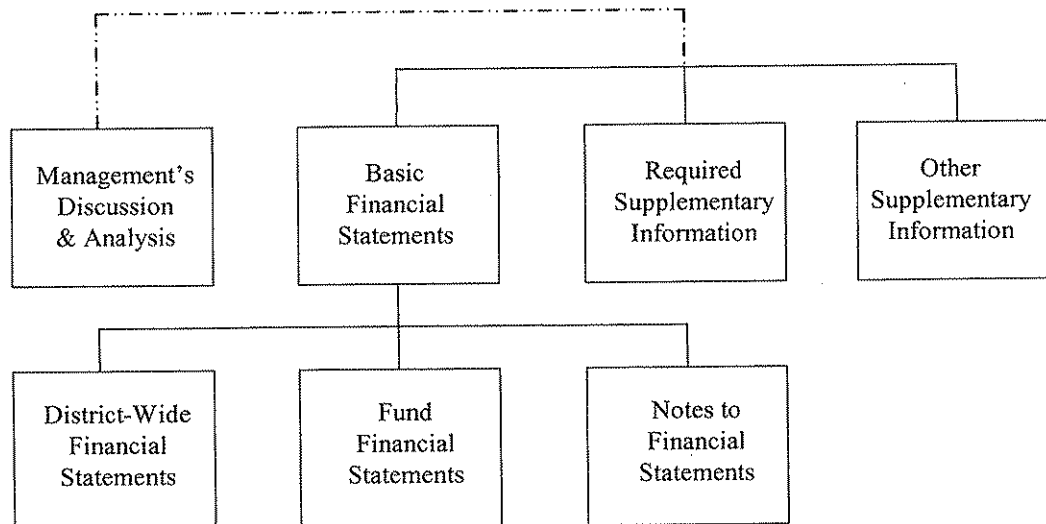 Management's
Discussion
& Analysis
Basic
Financial
Statements
Required
Supplementary
Information
Other
Supplementary
Information
District-Wide
Financial
Statements
Fund
Financial
Statements
Notes to
Financial
Statements